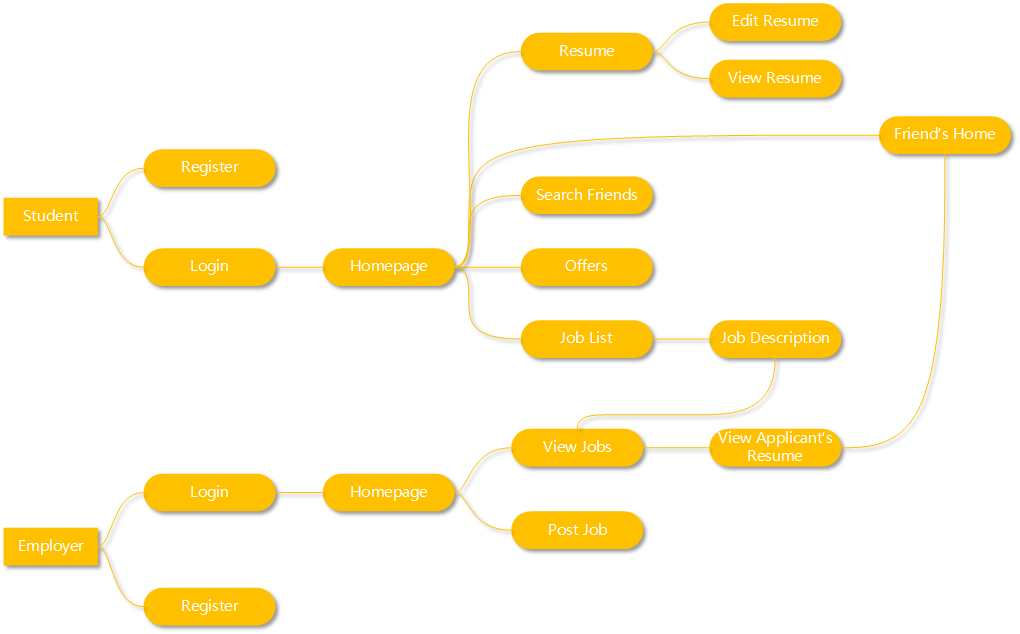 Edit Resume
Resume
View Resume
Friend's Home
Register
Search Friends
Student
Login
Homepage
Offers
Job List
Job Description
View Jobs
View Applicant's
Resume
Login
Homepage
Post Job
Employer
Register